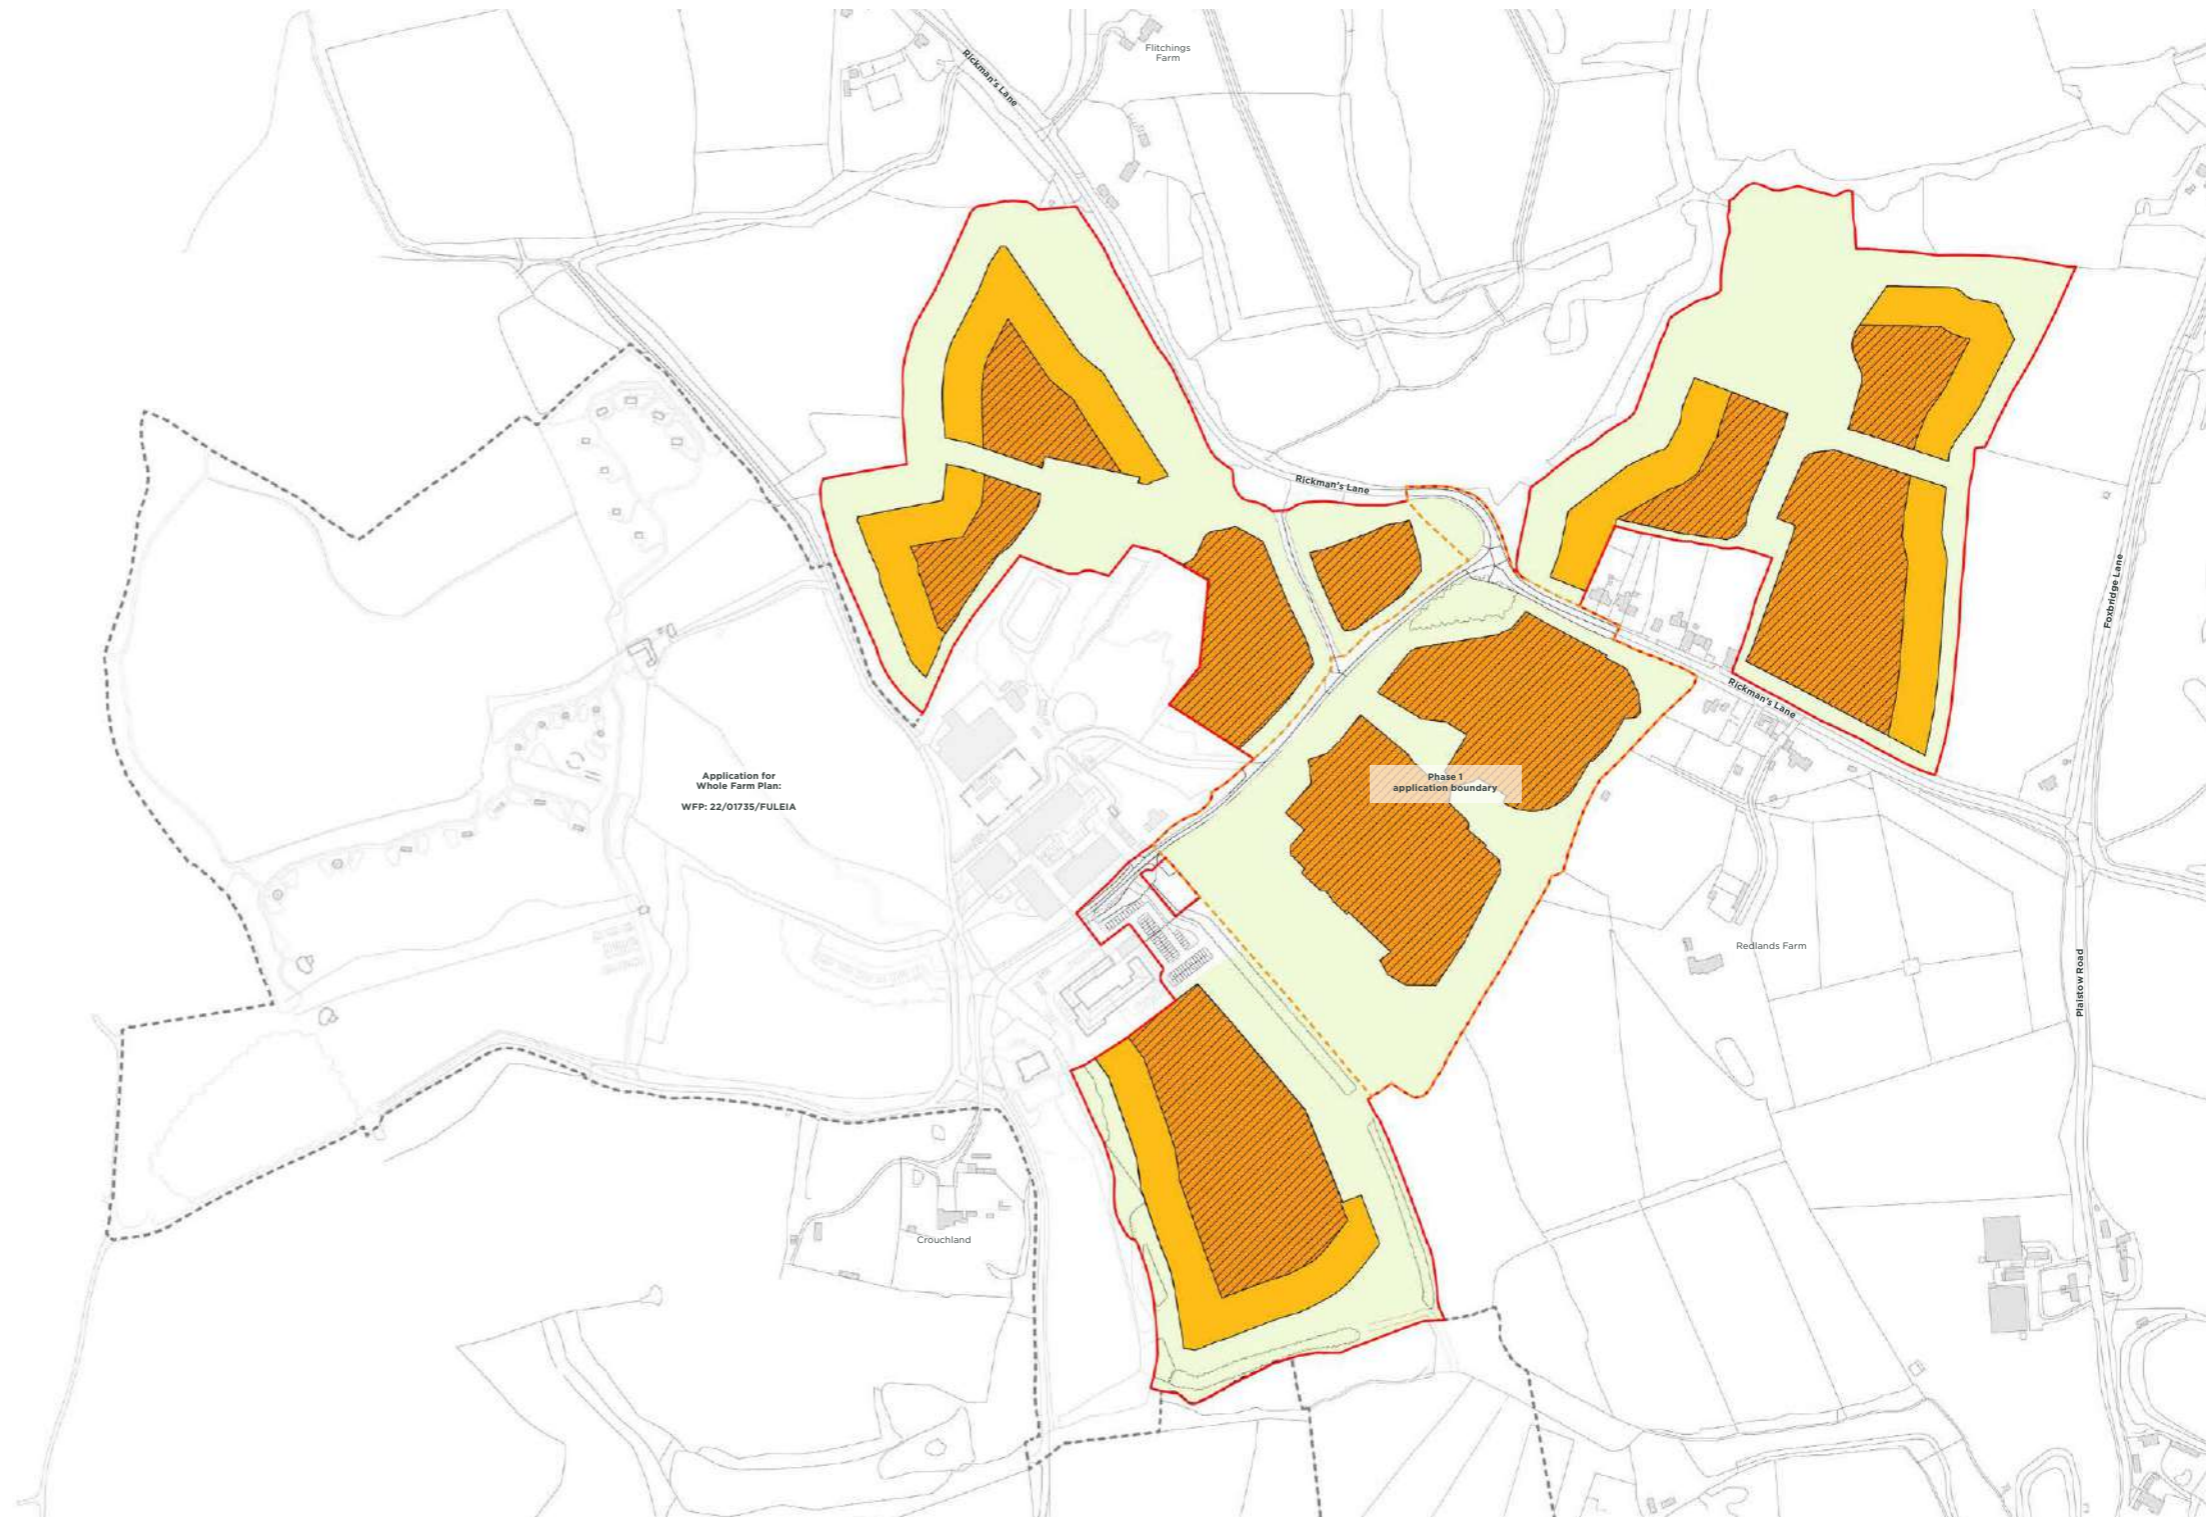 Flitchings
Farm
Rickman's Lane
Rickman's Lane
Foxbridge Lane
Rickman's Lane
Application for
Whole Farm Plan:
WFP: 22/01735/FULEIA
Phase 1
application boundary
Redlands Farm
Plaistow Road
Crouchland